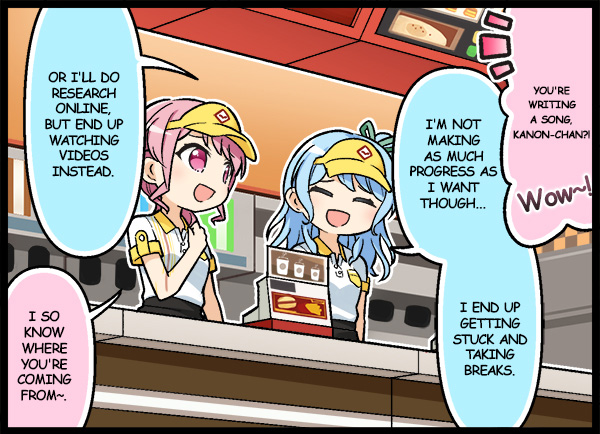 YOU'RE
WRITING
A SONG,
KANON-CHAN?!
Wow~!
I'M NOT
MAKING
AS MUCH
PROGRESS AS
I WANT
THOUGH...
I END UP
GETTING
STUCK AND
TAKING
BREAKS.
OR I'LL DO
RESEARCH
ONLINE,
BUT END UP
WATCHING
VIDEOS
INSTEAD.
I SO
KNOW
WHERE
YOU'RE
COMING
FROM~.